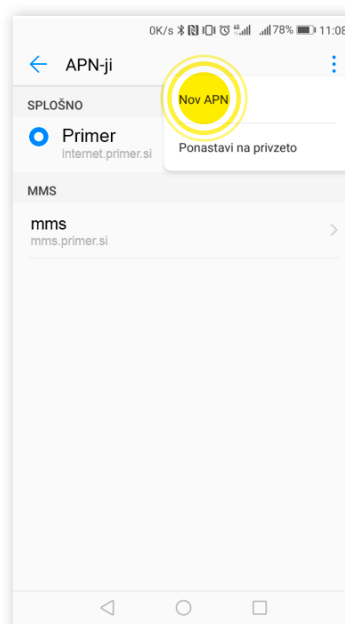 0K/s 78% 11:08
APN-ji
Nov APN
SPLOŠNO
Primer
internet.primer.si
Ponastavi na privzeto
MMS
mms
mms.primer.si